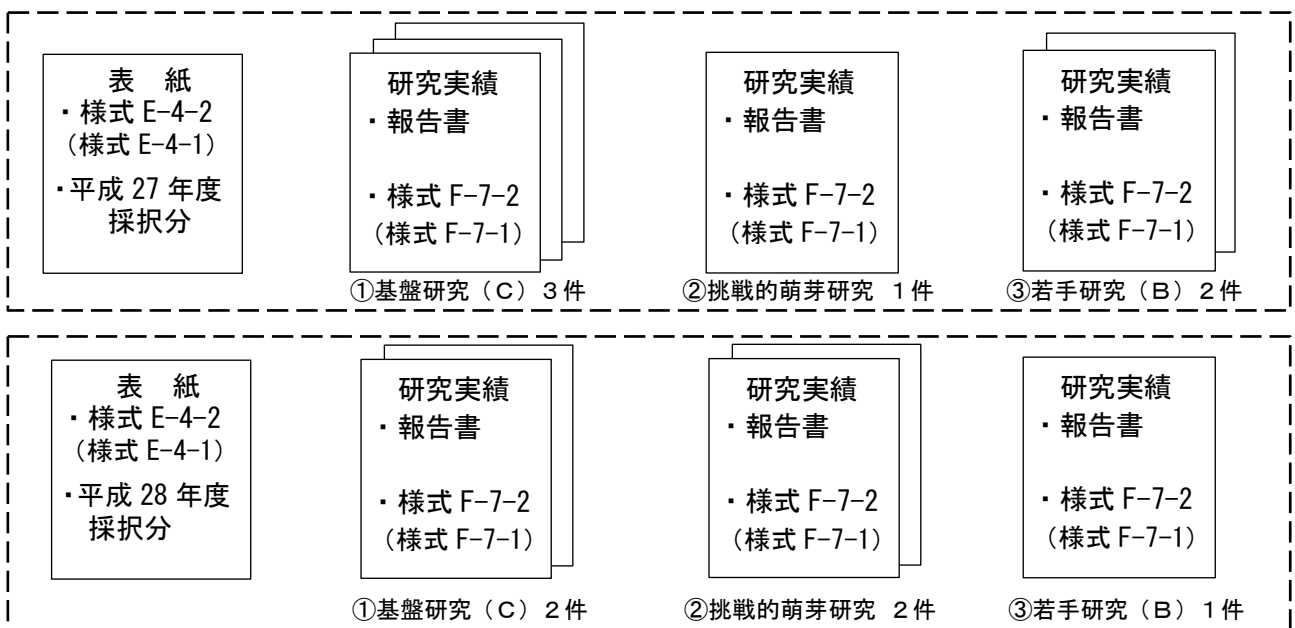 表　紙
・様式 E-4-2
（様式 E-4-1）
・平成 27 年度
採択分
研究実績
・報告書
・様式 F-7-2
（様式 F-7-1）
①基盤研究（C）３件
研究実績
・報告書
・様式 F-7-2
（様式 F-7-1）
②挑戦的萌芽研究　１件
研究実績
・報告書
・様式 F-7-2
（様式 F-7-1）
③若手研究（B）２件
表　紙
・様式 E-4-2
（様式 E-4-1）
・平成 28 年度
採択分
研究実績
・報告書
・様式 F-7-2
（様式 F-7-1）
①基盤研究（Ｃ）２件
研究実績
・報告書
・様式 F-7-2
（様式 F-7-1）
②挑戦的萌芽研究　２件
研究実績
・報告書
・様式 F-7-2
（様式 F-7-1）
③若手研究（Ｂ）１件